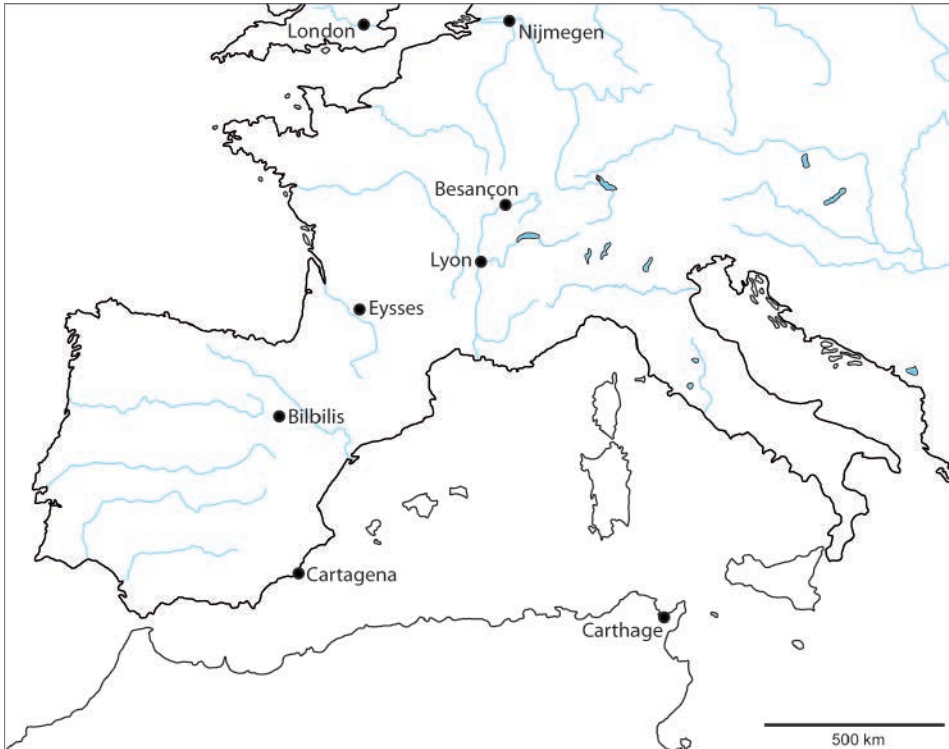 London
Nijmegen
Besançon
Lyon
Eysses
Bilbilis
Cartagena
Carthage
500 km